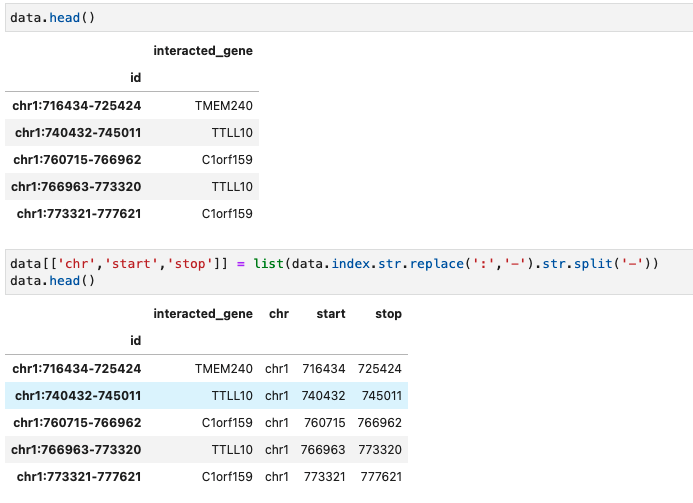 data.head()
interacted_gene
id
chr1:716434-725424 TMEM240
chr1:740432-745011 TTLL10
chr1:760715-766962 C1orf159
chr1:766963-773320 TTLL10
chr1:773321-777621 C1orf159
data[['chr','start','stop']] = list(data.index.str.replace(':','-').str.split('-'))
data.head()
interacted_gene chr start stop
id
chr1:716434-725424 TMEM240 chr1 716434 725424
chr1:740432-745011 TTLL10 chr1 740432 745011
chr1:760715-766962 C1orf159 chr1 760715 766962
chr1:766963-773320 TTLL10 chr1 766963 773320
chr1:773321-777621 C1orf159 chr1 773321 777621